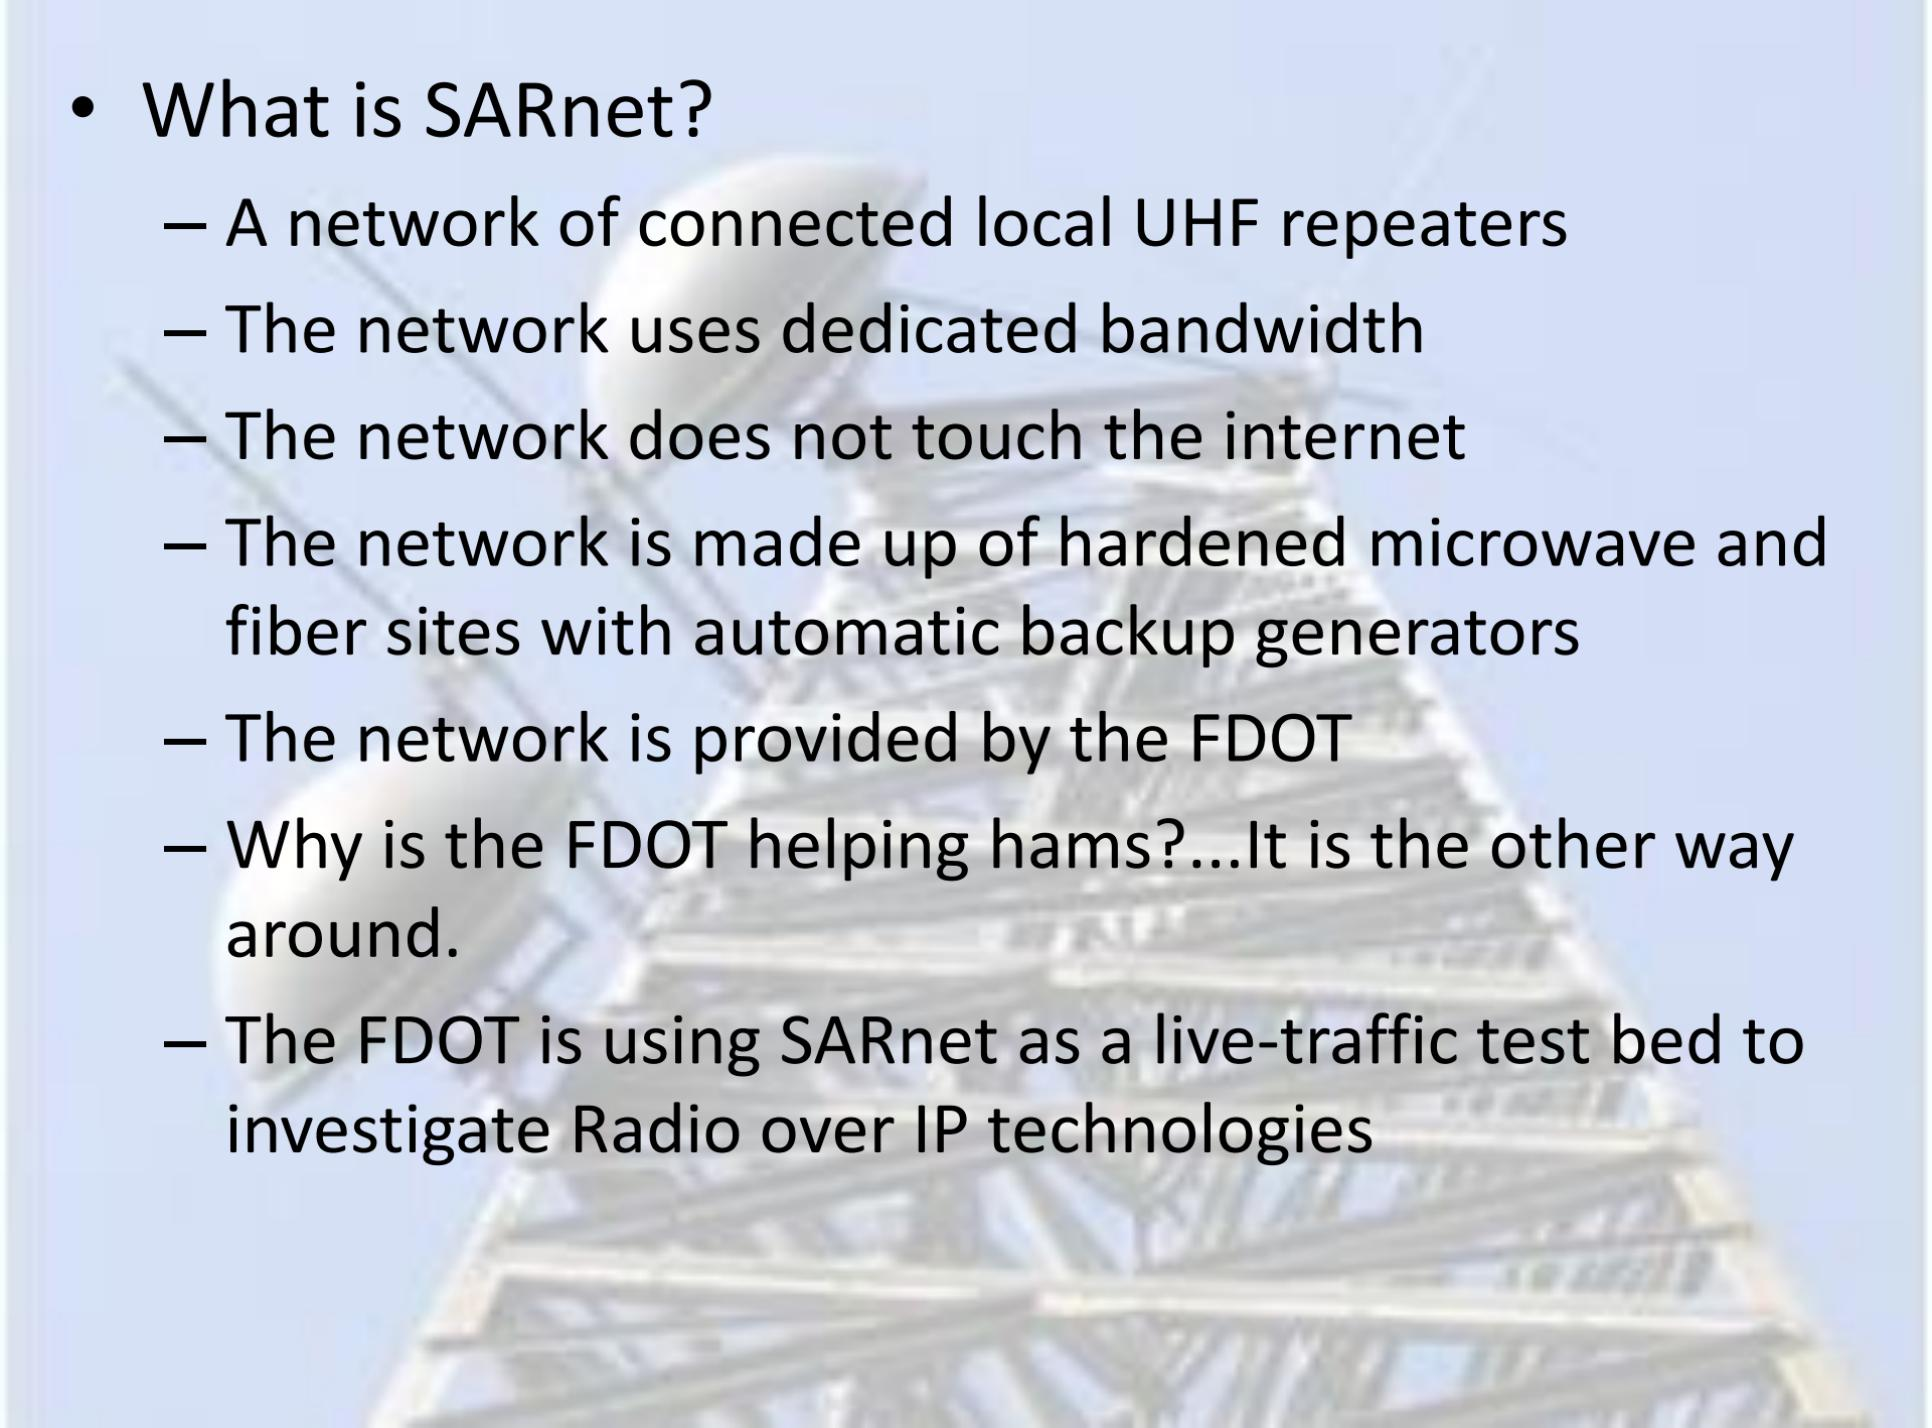 • What is SARnet?
– A network of connected local UHF repeaters
– The network uses dedicated bandwidth
– The network does not touch the internet
– The network is made up of hardened microwave and
fiber sites with automatic backup generators
– The network is provided by the FDOT
– Why is the FDOT helping hams?...It is the other way
around.
– The FDOT is using SARnet as a live-traffic test bed to
investigate Radio over IP technologies